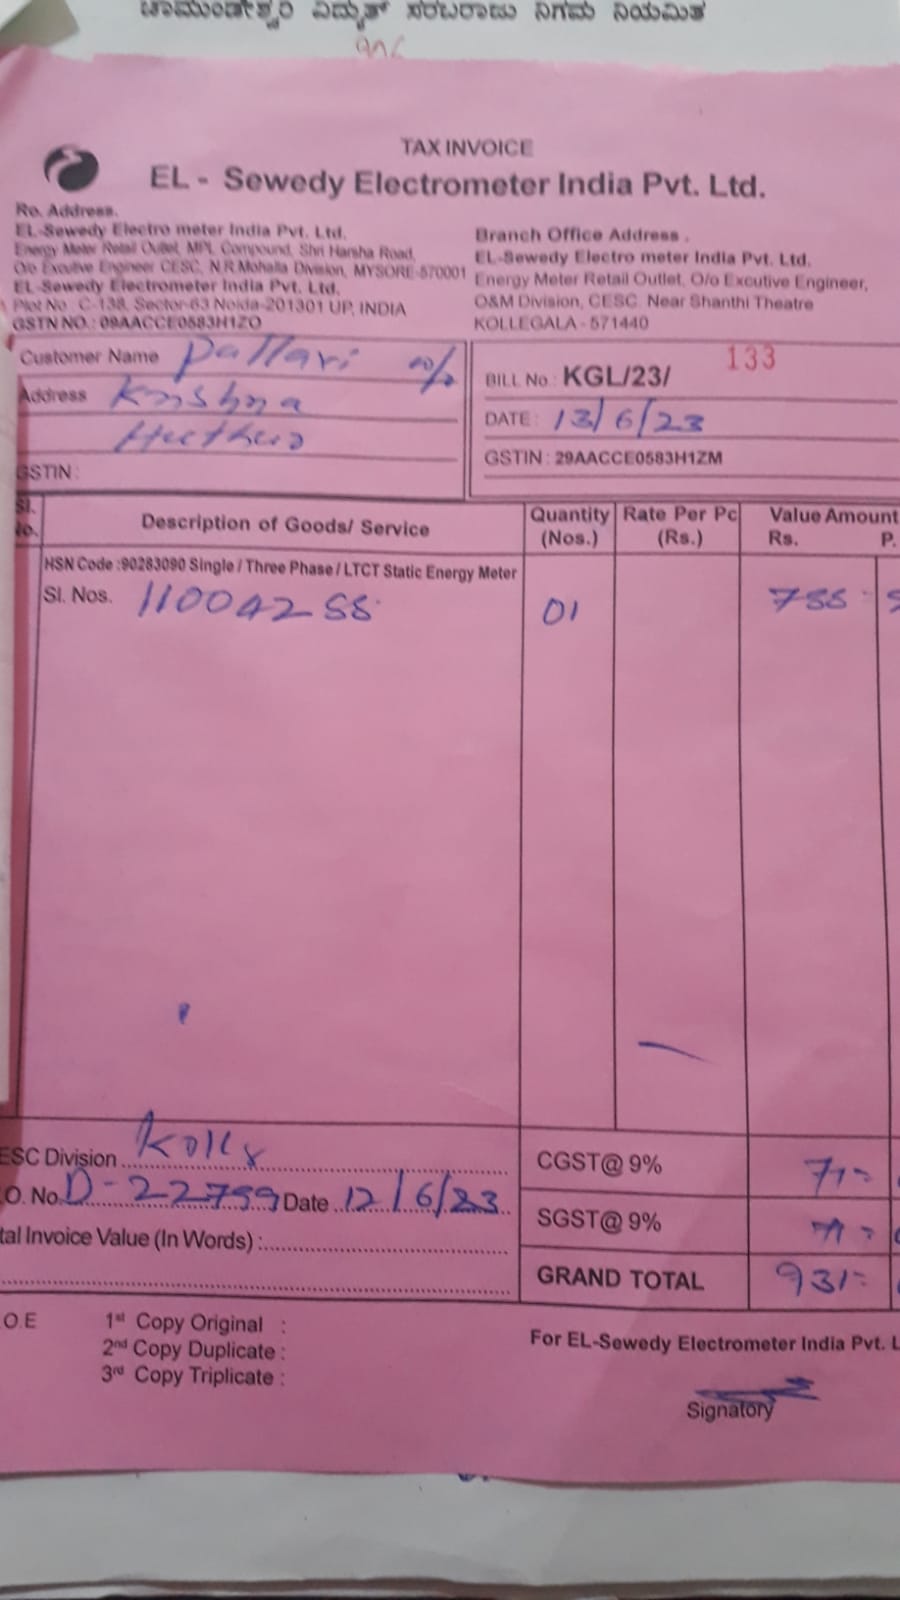 ಚಾಮುಂಡೇಶ್ವರಿ ವಿದ್ಯುತ್ ಸರಬರಾಜು ನಿಗಮ ನಿಯಮಿತ
TAX INVOICE
EL - Sewedy Electrometer India Pvt. Ltd.
Ro. Address.
EL-Sewedy Electro meter India Pvt. Ltd.
Energy Meter Retail Outlet, MPL Compound, Shri Harsha Road,
O/o Excutive Engineer CESC, N.R.Mohalla Division, MYSORE-570001
EL-Sewedy Electrometer India Pvt. Ltd.
Plot No. C-138, Sector-63 Noida-201301 UP, INDIA
GSTN NO.: 09AACCE0583H1ZO
Branch Office Address .
EL-Sewedy Electro meter India Pvt. Ltd.
Energy Meter Retail Outlet, O/o Excutive Engineer,
O&M Division, CESC. Near Shanthi Theatre
KOLLEGALA - 571440
Customer Name Pallavi w/o
Address
GSTIN :
BILL No.: KGL/23/ 133
DATE : 13/6/23
GSTIN : 29AACCE0583H1ZM
Sl. No. Description of Goods/ Service Quantity (Nos.) Rate Per Pc (Rs.) Value Amount Rs. P.
HSN Code :90283090 Single / Three Phase / LTCT Static Energy Meter
Sl. Nos. 01
ESC Division
O. No. D-22799 Date 12/6/23
tal Invoice Value (In Words) :
CGST@ 9%
SGST@ 9%
GRAND TOTAL 931-
.O.E
1st Copy Original :
2nd Copy Duplicate :
3rd Copy Triplicate :
For EL-Sewedy Electrometer India Pvt. L
Signatory